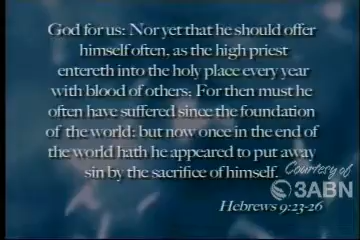 God for us: Nor yet that he should offer
himself often, as the high priest
entereth into the holy place every year
with blood of others; For then must he
often have suffered since the foundation
of the world: but now once in the end of
the world hath he appeared to put away
sin by the sacrifice of himself.
Courtesy of
3ABN
Hebrews 9:23-26